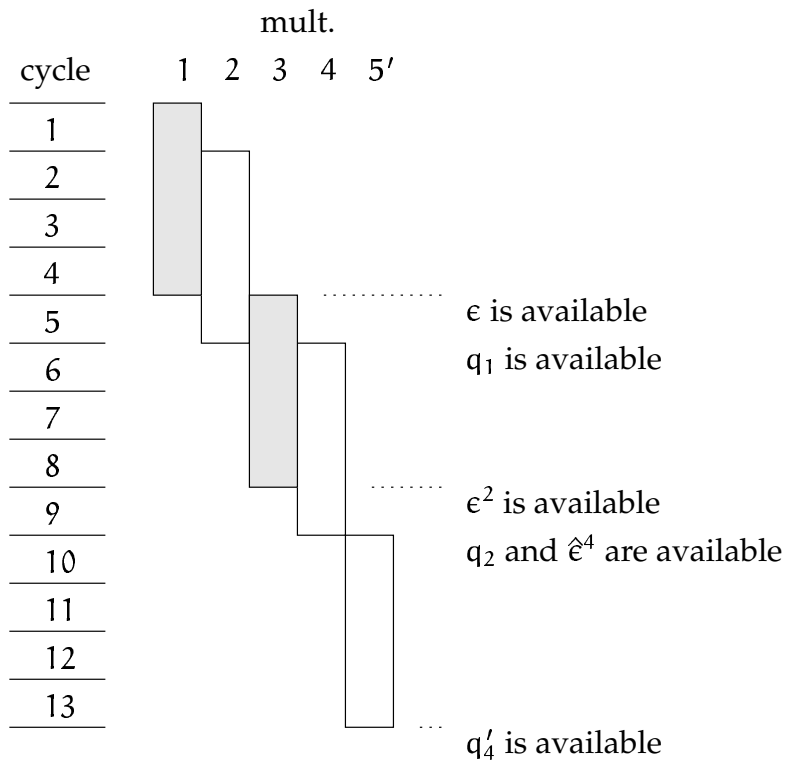 mult.
cycle 1 2 3 4 5′
1
2
3
4
5 ϵ is available
6 q₁ is available
7
8
9 ϵ² is available
10 q₂ and ϵ̂⁴ are available
11
12
13
q₄′ is available